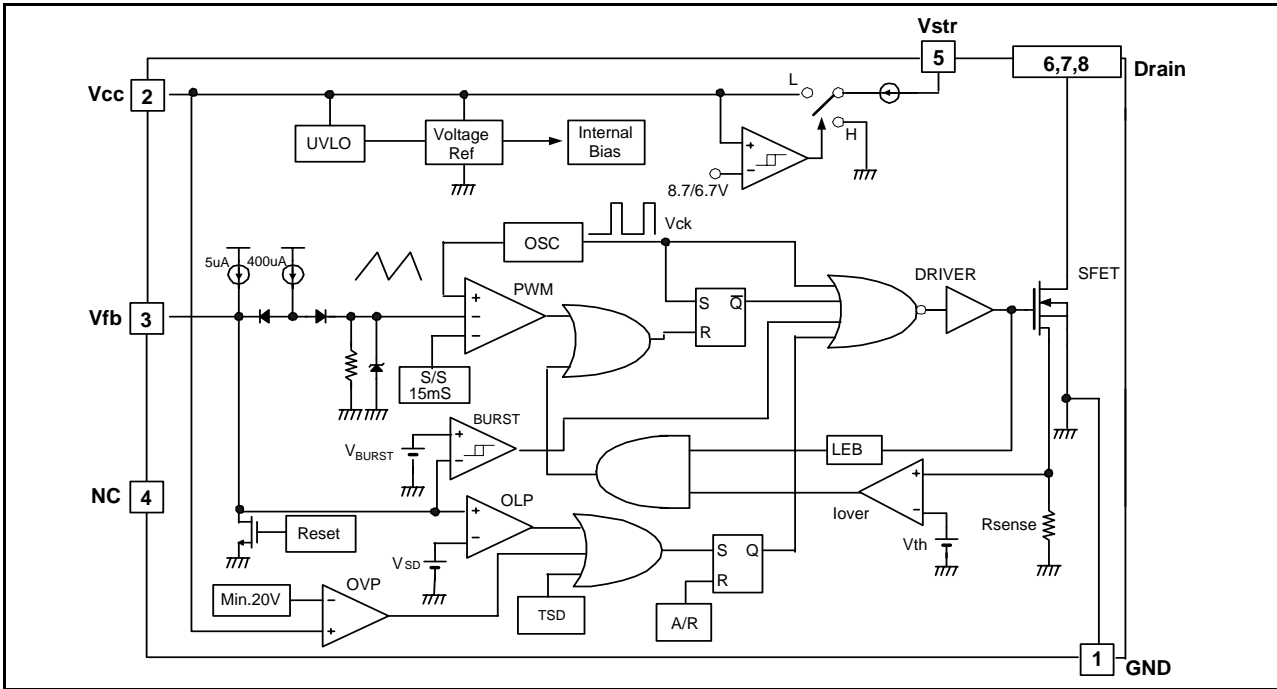 Vstr
5
6,7,8
Drain
Vcc
2
L
H
UVLO
Voltage
Ref
Internal
Bias
+
−
8.7/6.7V
Vck
OSC
5uA
400uA
DRIVER
SFET
PWM
+
−
−
S
Q
R
Vfb
3
S/S
15mS
BURST
+
−
VBURST
LEB
NC
4
OLP
+
−
Iover
+
−
Rsense
Reset
Vth
VSD
S
Q
R
OVP
Min.20V
−
+
TSD
A/R
1
GND